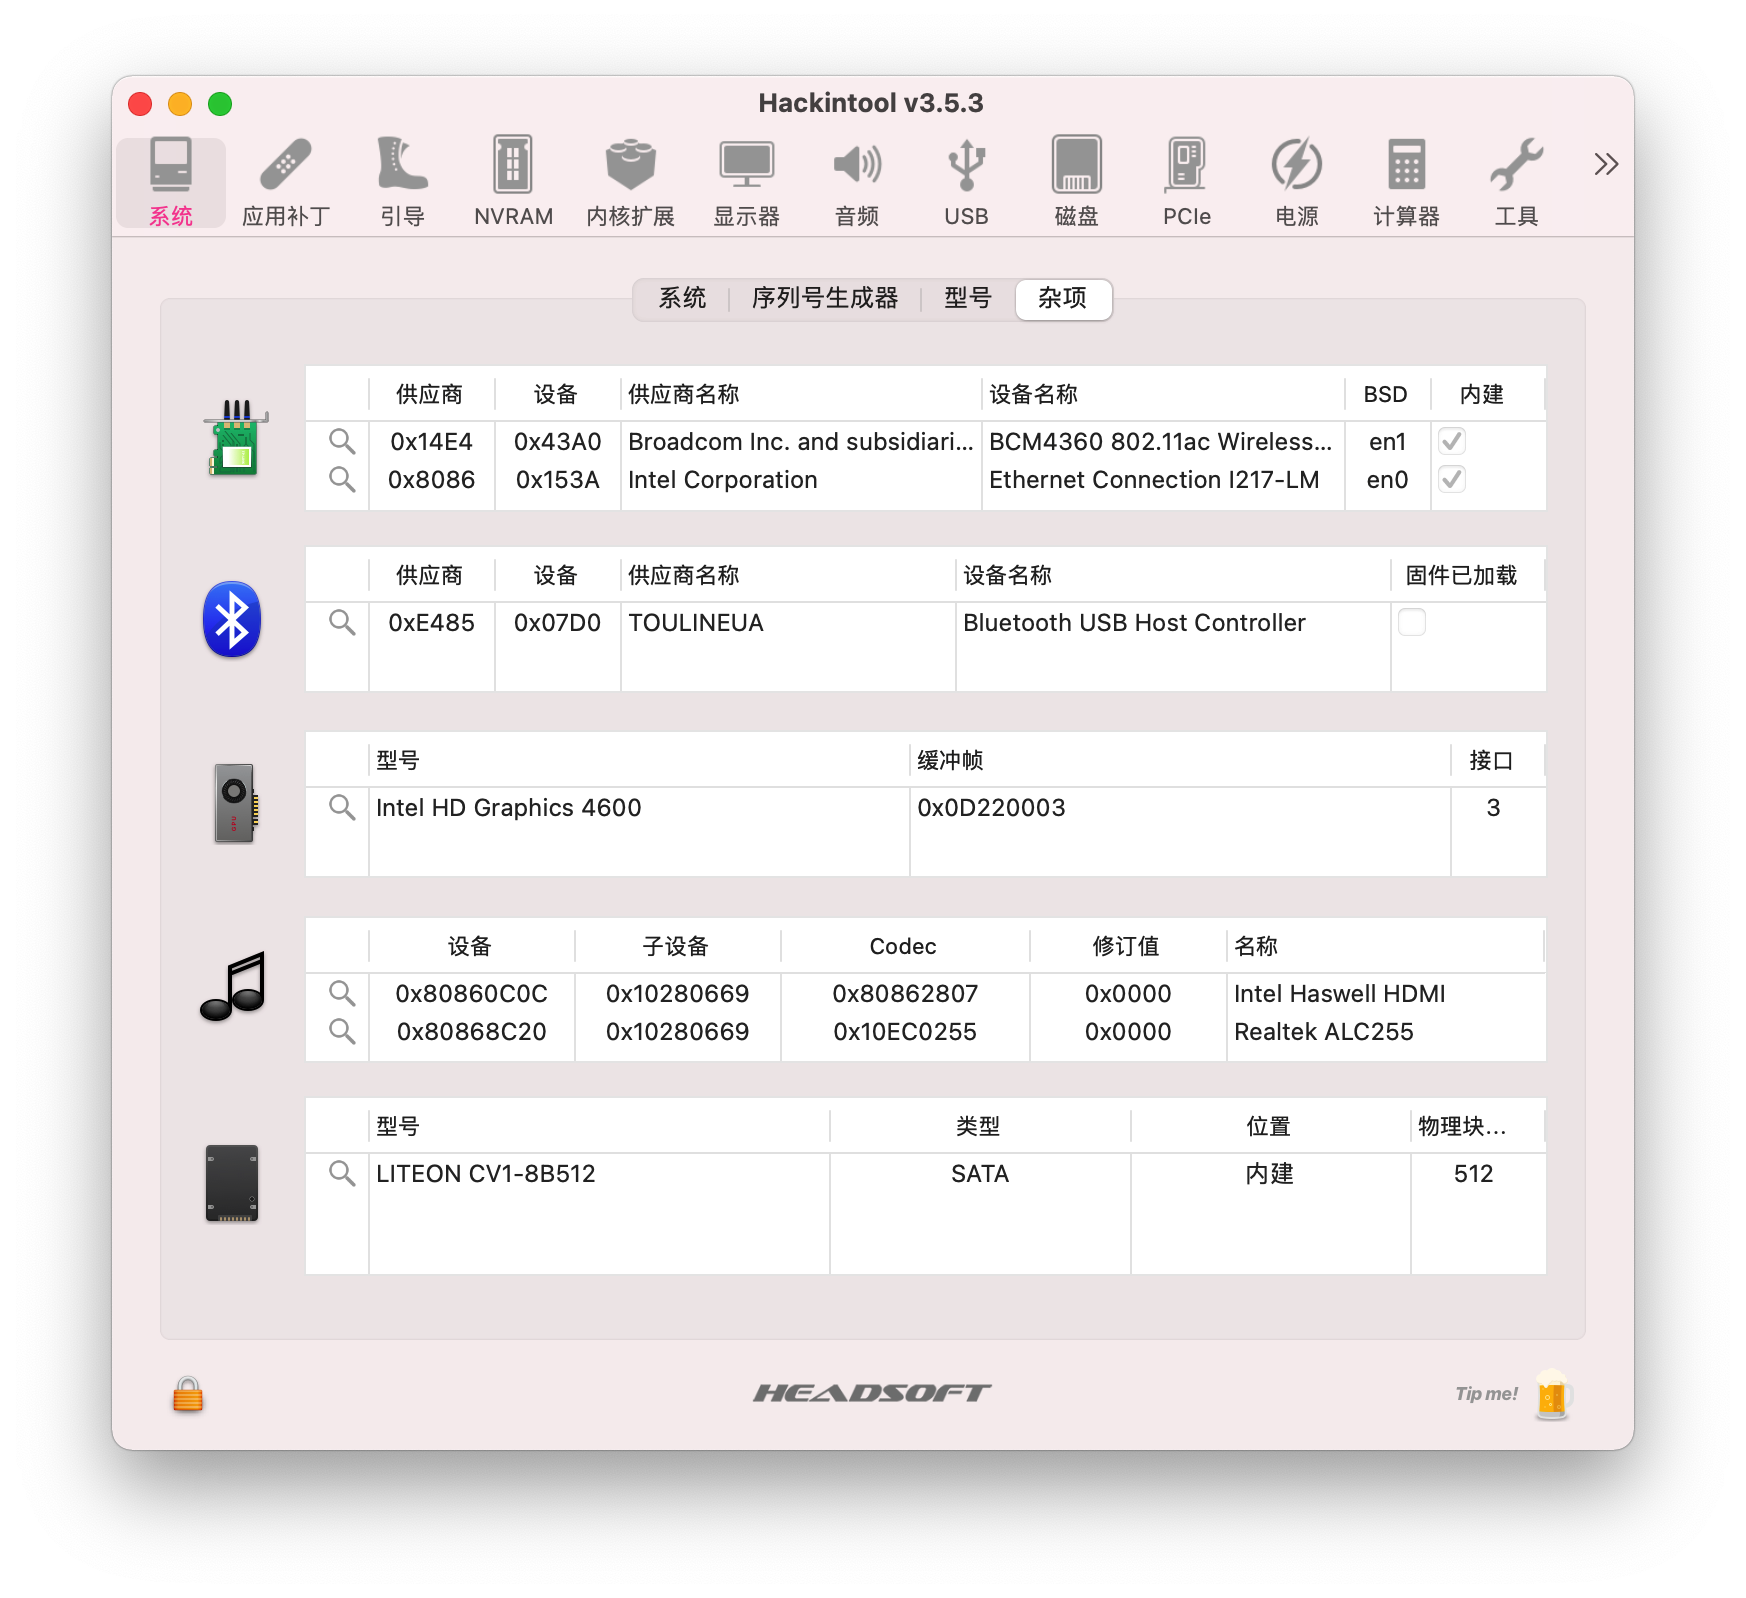 Hackintool v3.5.3
系统 应用补丁 引导 NVRAM 内核扩展 显示器 音频 USB 磁盘 PCIe 电源 计算器 工具
系统 序列号生成器 型号 杂项
供应商 设备 供应商名称 设备名称 BSD 内建
0x14E4 0x43A0 Broadcom Inc. and subsidiari... BCM4360 802.11ac Wireless... en1
0x8086 0x153A Intel Corporation Ethernet Connection I217-LM en0
供应商 设备 供应商名称 设备名称 固件已加载
0xE485 0x07D0 TOULINEUA Bluetooth USB Host Controller
型号 缓冲帧 接口
Intel HD Graphics 4600 0x0D220003 3
设备 子设备 Codec 修订值 名称
0x80860C0C 0x10280669 0x80862807 0x0000 Intel Haswell HDMI
0x80868C20 0x10280669 0x10EC0255 0x0000 Realtek ALC255
型号 类型 位置 物理块...
LITEON CV1-8B512 SATA 内建 512
HEADSOFT
Tip me!